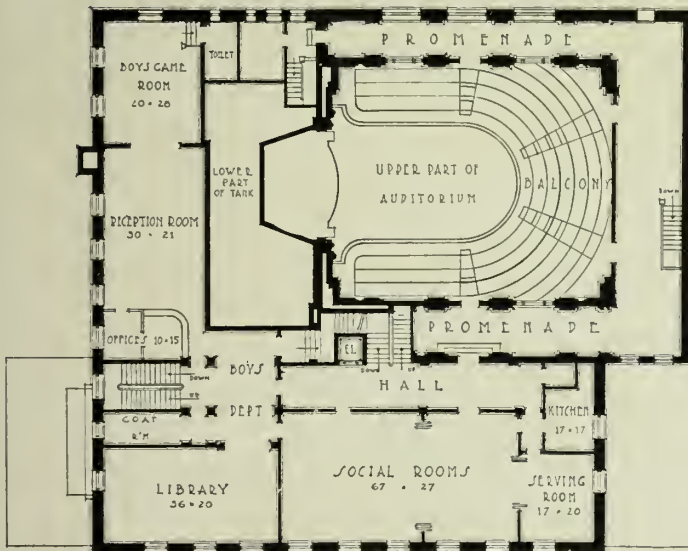 PROMENADE
TOILET
BOYS GAME
ROOM
20 × 28
LOWER
PART
OF TANK
UPPER PART OF
AUDITORIUM
BALCONY
DOWN
RECEPTION ROOM
30 × 21
OFFICES 10 × 15
PROMENADE
EL.
BOYS
DOWN
UP
DOWN
UP
HALL
DEPT
COAT
R'M
KITCHEN
17 × 17
LIBRARY
36 × 20
SOCIAL ROOMS
67 × 27
SERVING
ROOM
17 × 20